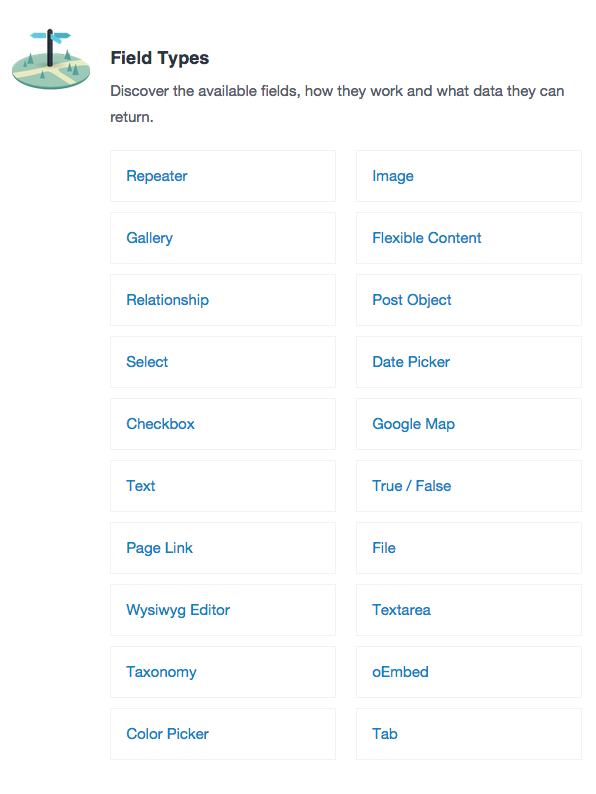 Field Types
Discover the available fields, how they work and what data they can
return.
Repeater
Image
Gallery
Flexible Content
Relationship
Post Object
Select
Date Picker
Checkbox
Google Map
Text
True / False
Page Link
File
Wysiwyg Editor
Textarea
Taxonomy
oEmbed
Color Picker
Tab